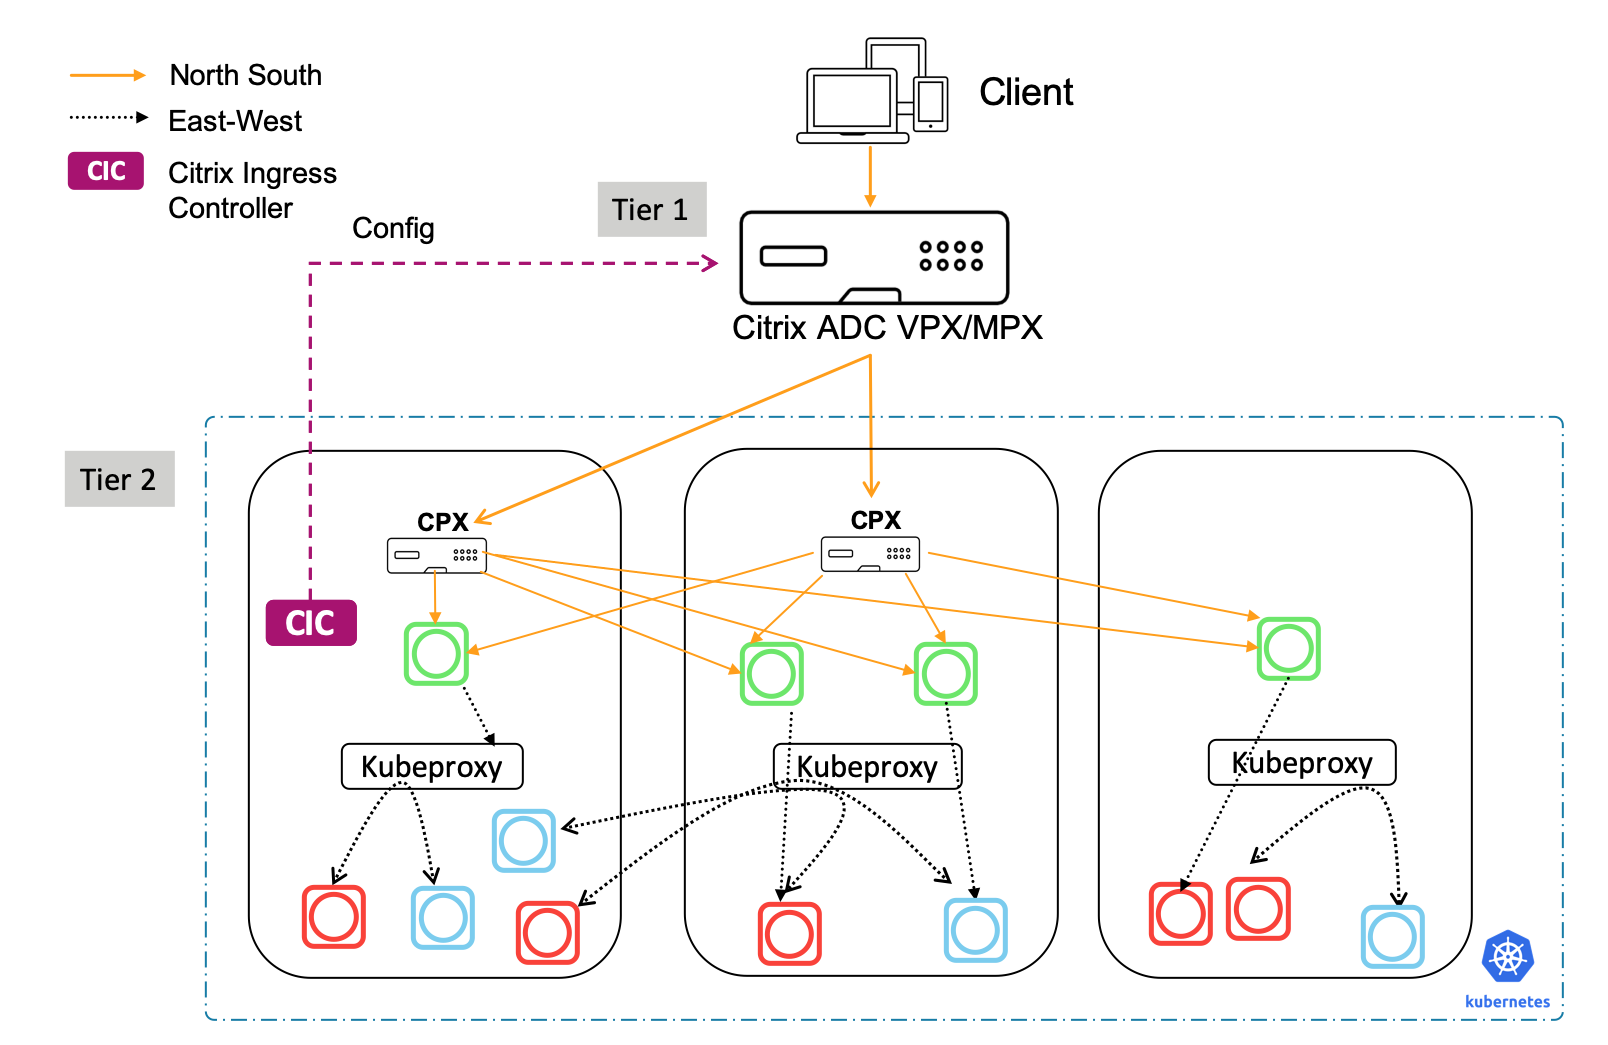 North South
East-West
CIC
Citrix Ingress
Controller
Client
Tier 1
Config
Citrix ADC VPX/MPX
Tier 2
CPX
CPX
CIC
Kubeproxy
Kubeproxy
Kubeproxy
kubernetes